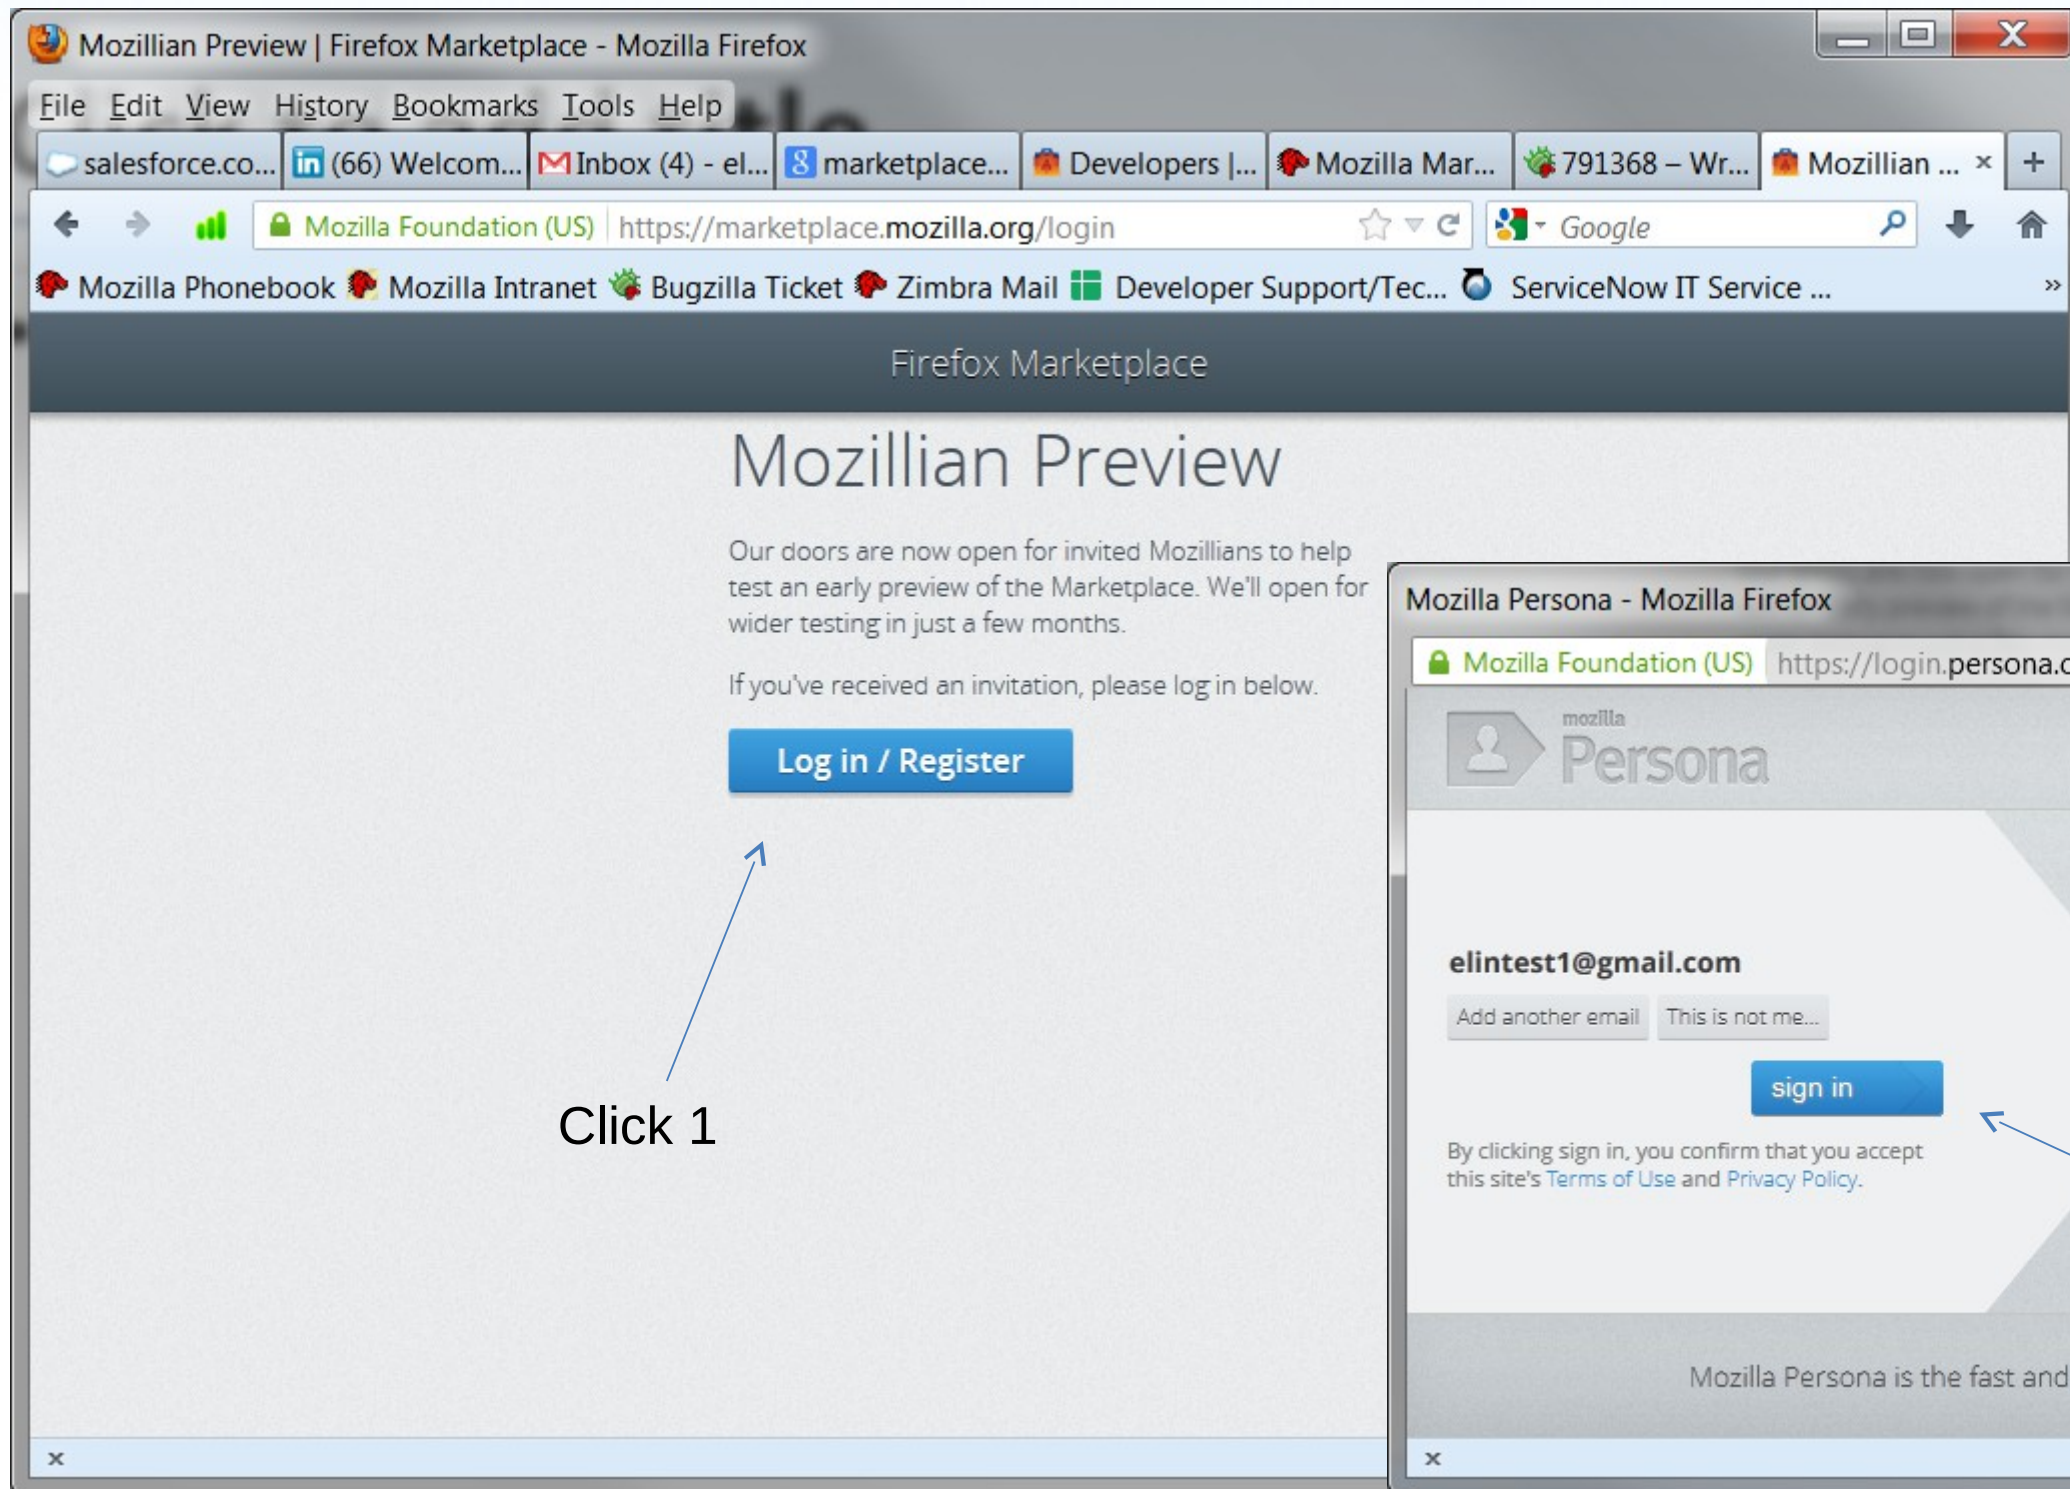 Mozillian Preview | Firefox Marketplace - Mozilla Firefox
File Edit View History Bookmarks Tools Help
salesforce.co... (66) Welcom... Inbox (4) - el... marketplace... Developers |... Mozilla Mar... 791368 – Wr... Mozillian ...
Mozilla Foundation (US) https://marketplace.mozilla.org/login Google
Mozilla Phonebook Mozilla Intranet Bugzilla Ticket Zimbra Mail Developer Support/Tec... ServiceNow IT Service ... »
Firefox Marketplace
Mozillian Preview
Our doors are now open for invited Mozillians to help
test an early preview of the Marketplace. We'll open for
wider testing in just a few months.
If you've received an invitation, please log in below.
Log in / Register
Click 1
Mozilla Persona - Mozilla Firefox
Mozilla Foundation (US) https://login.persona.
mozilla
Persona
elintest1@gmail.com
Add another email This is not me...
sign in
By clicking sign in, you confirm that you accept
this site's Terms of Use and Privacy Policy.
Mozilla Persona is the fast and